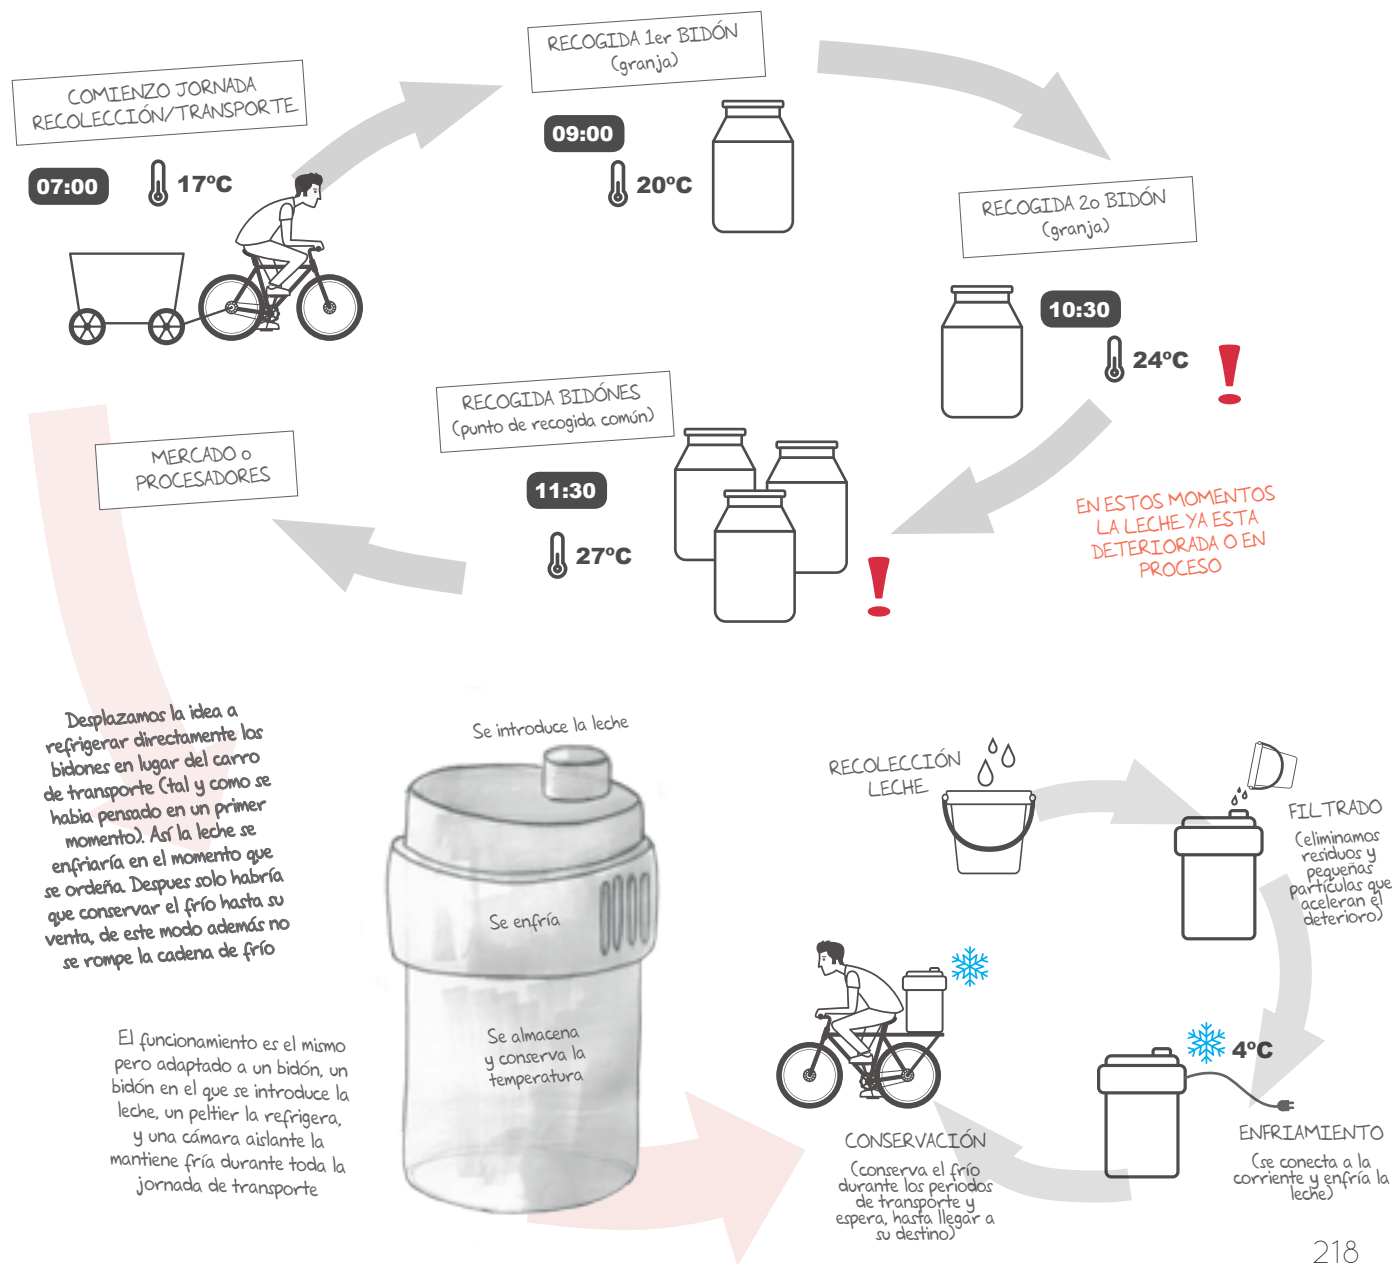 COMIENZO JORNADA
RECOLECCIÓN/TRANSPORTE
07:00
17ºC
RECOGIDA 1er BIDÓN
(granja)
09:00
20ºC
RECOGIDA 2o BIDÓN
(granja)
10:30
24ºC
EN ESTOS MOMENTOS
LA LECHE YA ESTA
DETERIORADA O EN
PROCESO
RECOGIDA BIDÓNES
(punto de recogida común)
11:30
27ºC
MERCADO o
PROCESADORES
Desplazamos la idea a
refrigerar directamente los
bidones en lugar del carro
de transporte (tal y como se
habia pensado en un primer
momento). Así la leche se
enfriaría en el momento que
se ordeña. Despues solo habría
que conservar el frío hasta su
venta, de este modo además no
se rompe la cadena de frío
El funcionamiento es el mismo
pero adaptado a un bidón, un
bidón en el que se introduce la
leche, un peltier la refrigera,
y una cámara aislante la
mantiene fría durante toda la
jornada de transporte
Se introduce la leche
Se enfría
Se almacena
y conserva la
temperatura
RECOLECCIÓN
LECHE
FILTRADO
(eliminamos
residuos y
pequeñas
partículas que
aceleran el
deterioro)
4ºC
ENFRIAMIENTO
(se conecta a la
corriente y enfría la
leche)
CONSERVACIÓN
(conserva el frío
durante los periodos
de transporte y
espera, hasta llegar a
su destino)
218